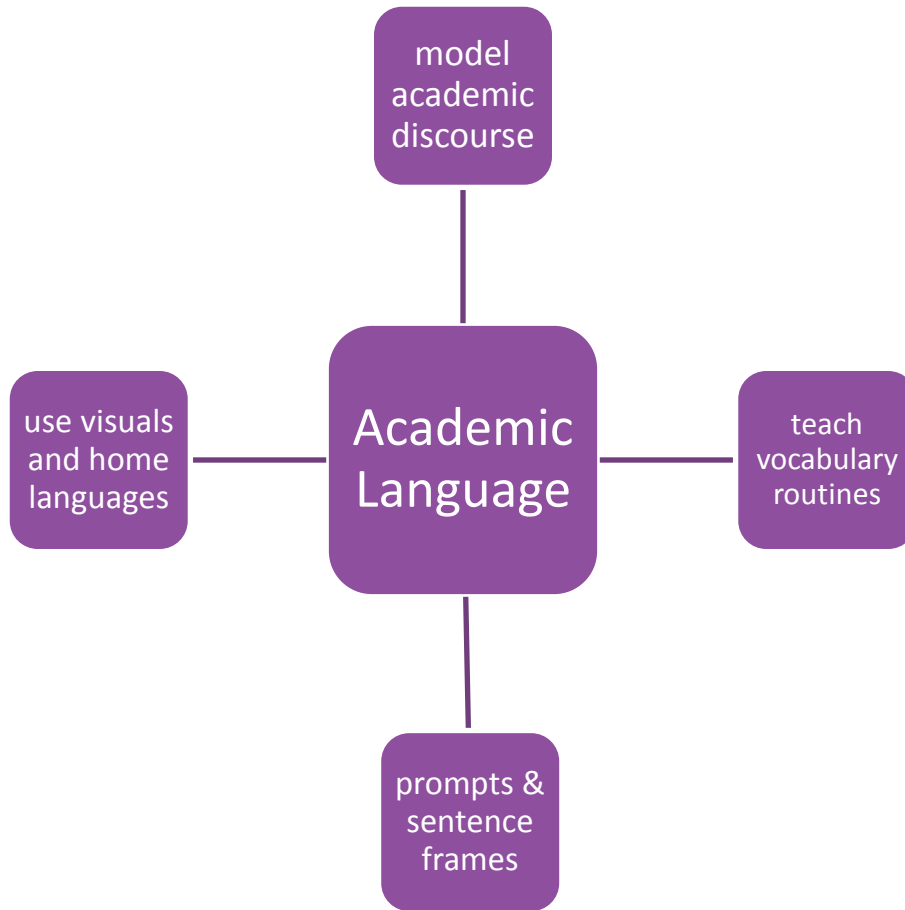 model
academic
discourse
use visuals
and home
languages
Academic
Language
teach
vocabulary
routines
prompts &
sentence
frames